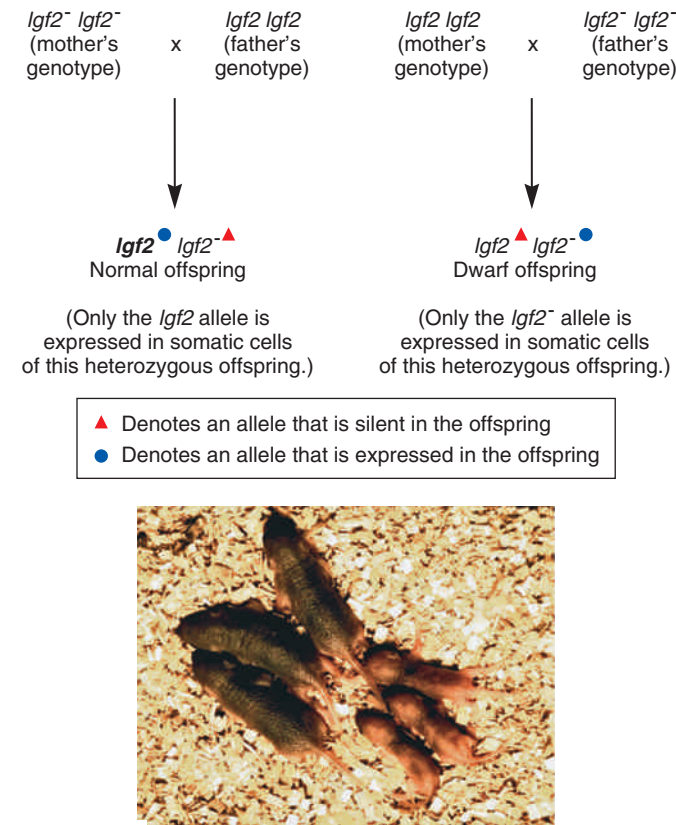 Igf2⁻ Igf2⁻ Igf2 Igf2 Igf2 Igf2 Igf2⁻ Igf2⁻
(mother's x (father's (mother's x (father's
genotype) genotype) genotype) genotype)
Igf2 Igf2⁻ Igf2 Igf2⁻
Normal offspring Dwarf offspring
(Only the Igf2 allele is (Only the Igf2⁻ allele is
expressed in somatic cells expressed in somatic cells
of this heterozygous offspring.) of this heterozygous offspring.)
Denotes an allele that is silent in the offspring
Denotes an allele that is expressed in the offspring